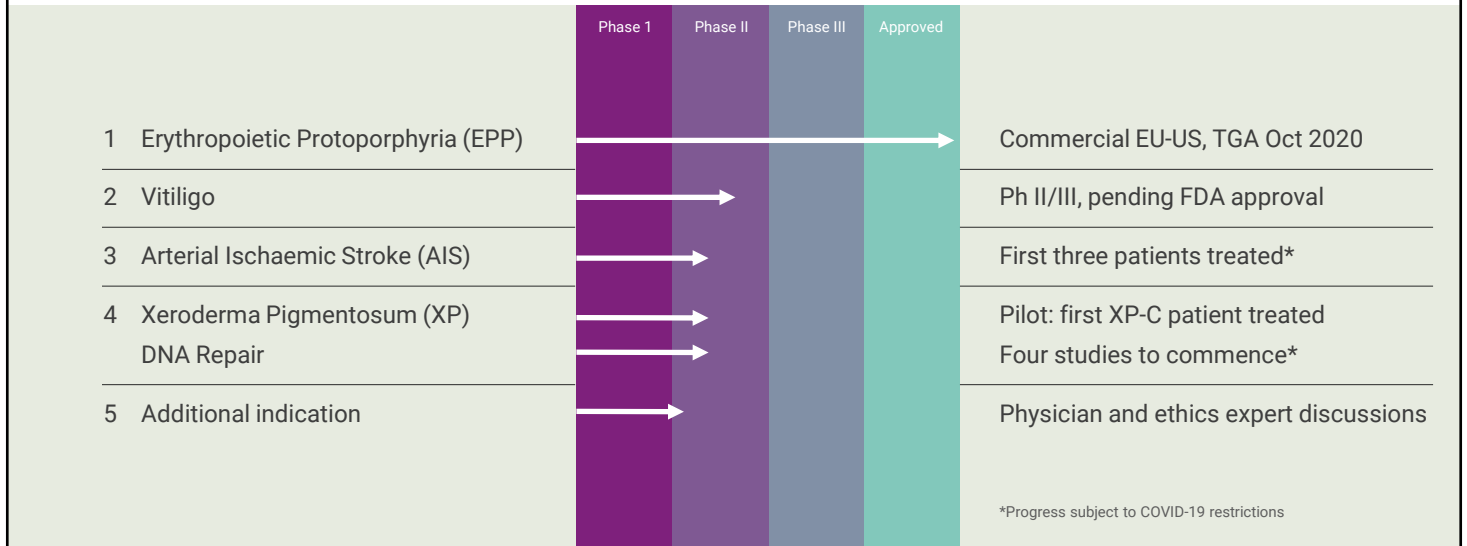 Phase 1 Phase II Phase III Approved
1 Erythropoietic Protoporphyria (EPP) Commercial EU-US, TGA Oct 2020
2 Vitiligo Ph II/III, pending FDA approval
3 Arterial Ischaemic Stroke (AIS) First three patients treated*
4 Xeroderma Pigmentosum (XP) Pilot: first XP-C patient treated
DNA Repair Four studies to commence*
5 Additional indication Physician and ethics expert discussions
*Progress subject to COVID-19 restrictions